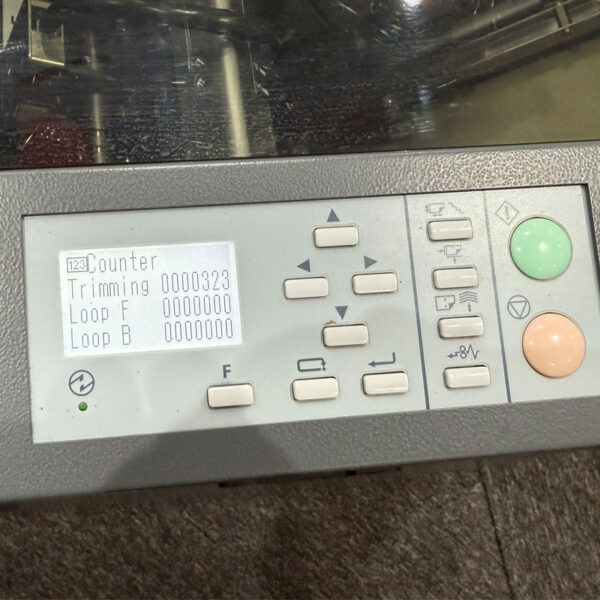 123 Counter
Trimming 0000323
Loop F 0000000
Loop B 0000000
F